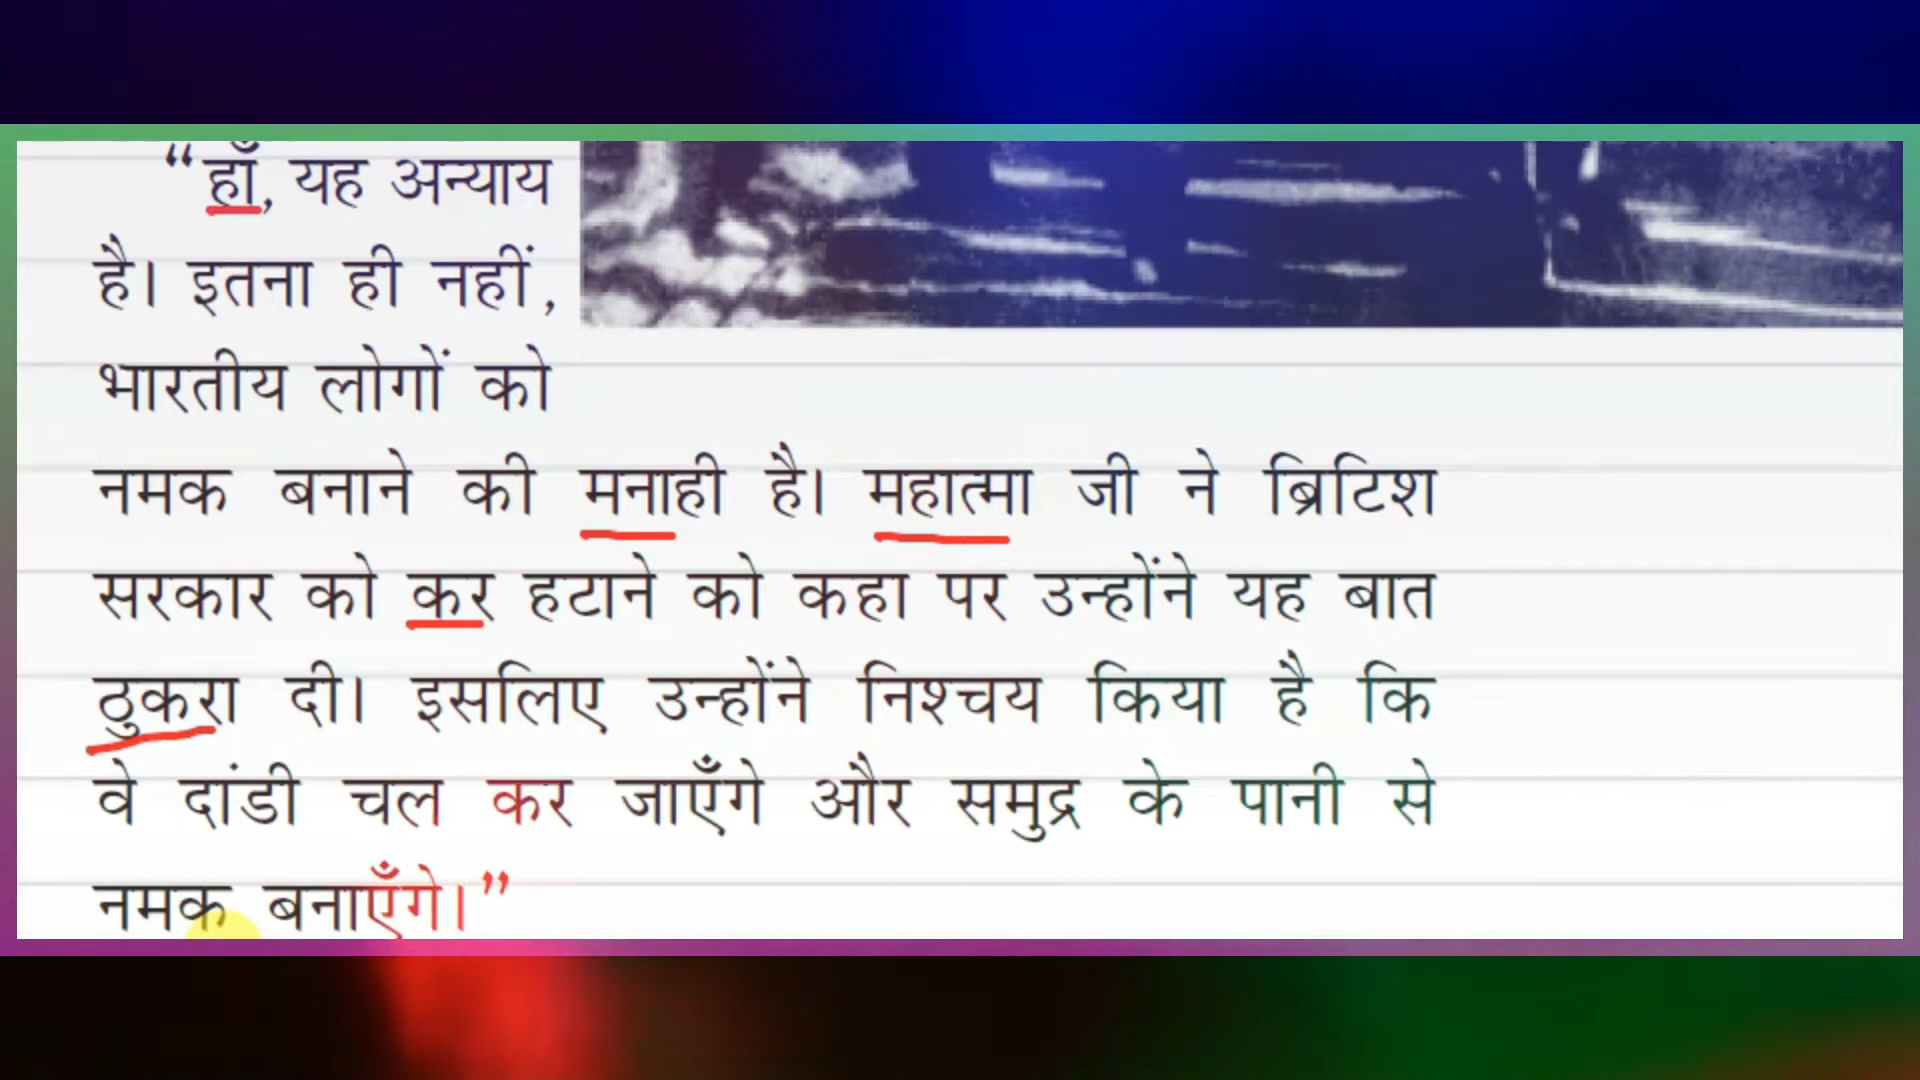 “हाँ, यह अन्याय
है। इतना ही नहीं,
भारतीय लोगों को
नमक बनाने की मनाही है। महात्मा जी ने ब्रिटिश
सरकार को कर हटाने को कहा पर उन्होंने यह बात
ठुकरा दी। इसलिए उन्होंने निश्चय किया है कि
वे दांडी चल कर जाएँगे और समुद्र के पानी से
नमक बनाएँगे।”